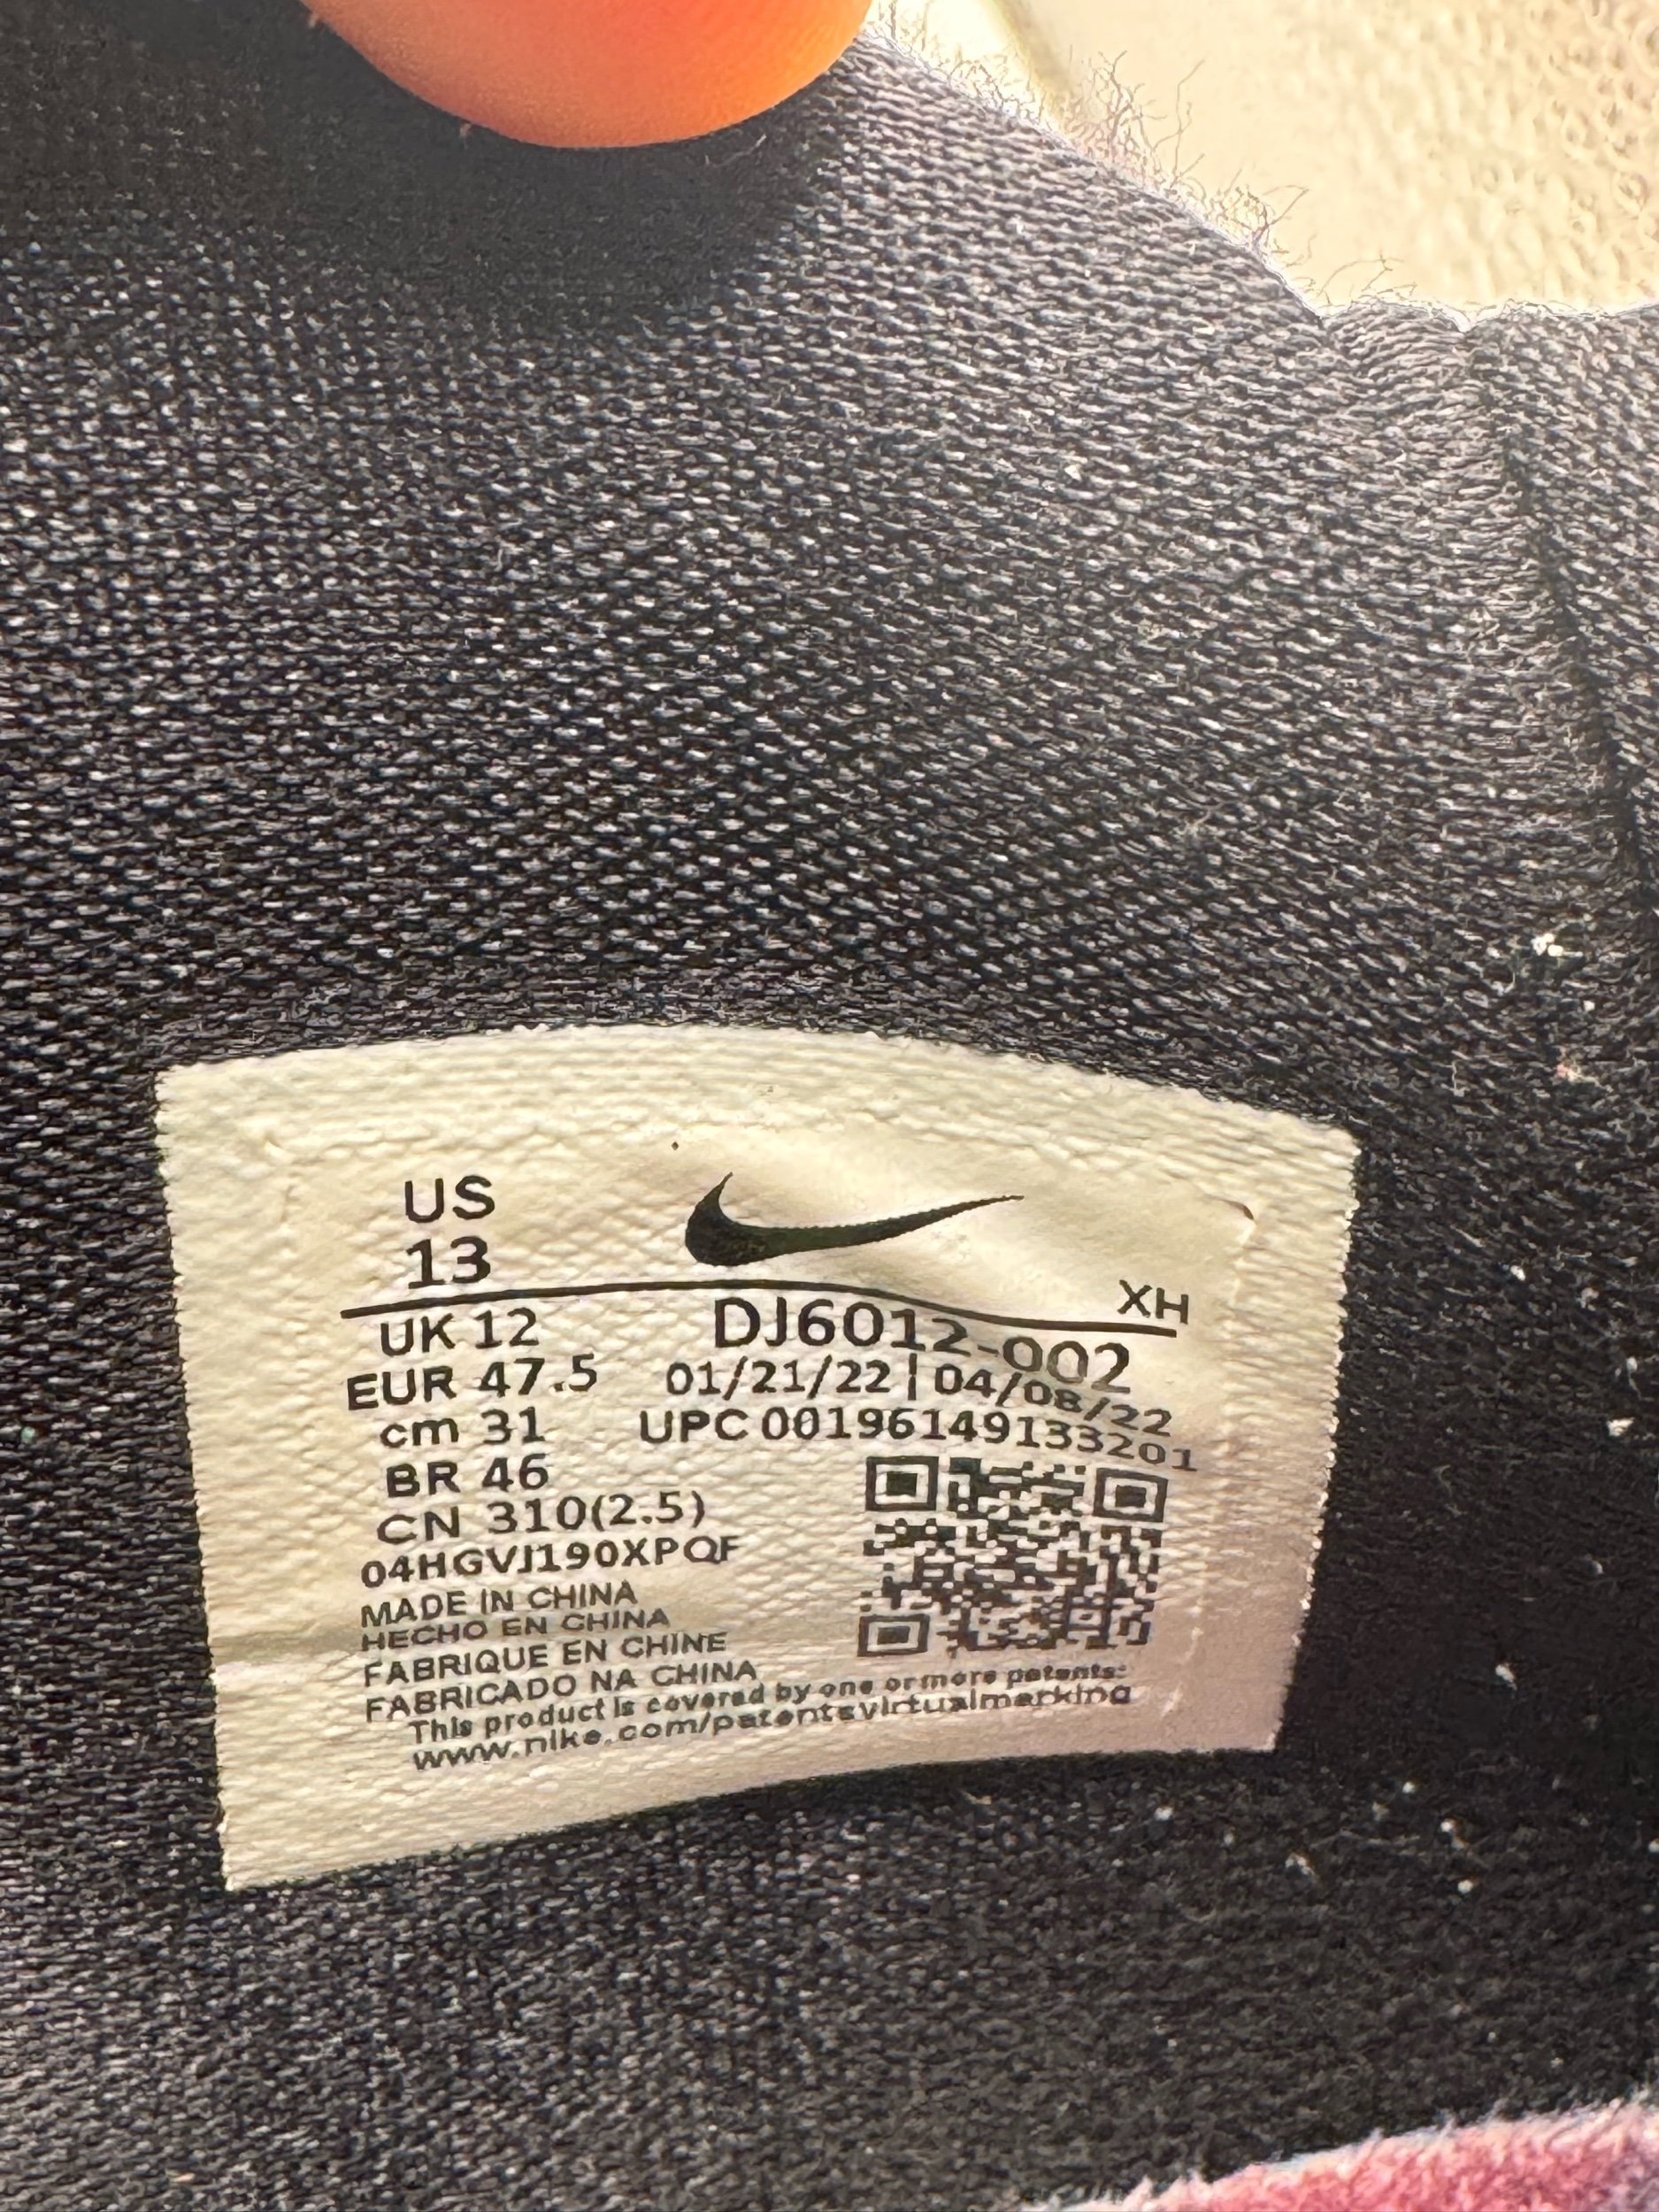 US
13
XH
UK 12
DJ6012-002
EUR 47.5
01/21/22 | 04/08/22
cm 31
UPC 00196149133201
BR 46
CN 310(2.5)
04HGVJ190XPQF
MADE IN CHINA
HECHO EN CHINA
FABRIQUE EN CHINE
FABRICADO NA CHINA
This product is covered by one or more patents:
www.nike.com/patentsvirtualmarking